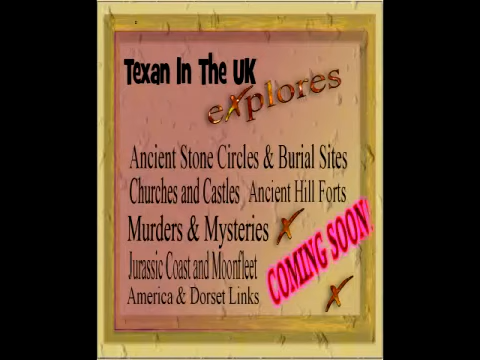 Texan In The UK
explores
Ancient Stone Circles & Burial Sites
Churches and Castles Ancient Hill Forts
Murders & Mysteries
Jurassic Coast and Moonfleet
America & Dorset Links
COMING SOON!